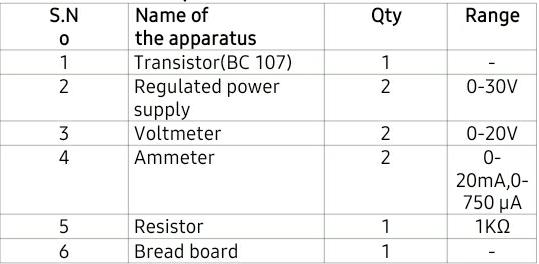 S.N Name of Qty Range
o the apparatus
1 Transistor(BC 107) 1 -
2 Regulated power 2 0-30V
supply
3 Voltmeter 2 0-20V
4 Ammeter 2 0-
20mA,0-
750 μA
5 Resistor 1 1KΩ
6 Bread board 1 -